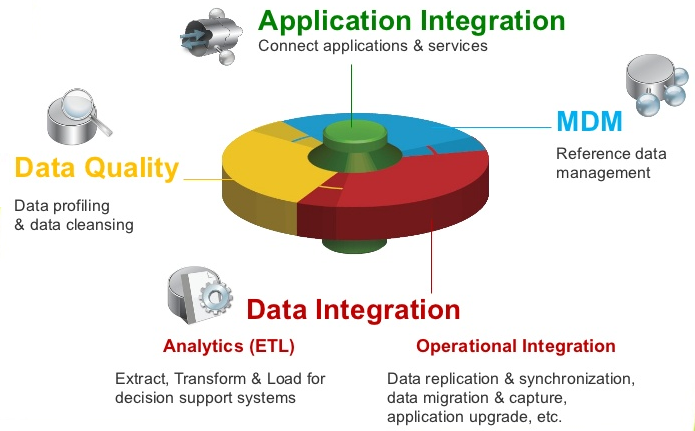 Application Integration
Connect applications & services
MDM
Reference data
management
Data Quality
Data profiling
& data cleansing
Data Integration
Analytics (ETL)
Extract, Transform & Load for
decision support systems
Operational Integration
Data replication & synchronization,
data migration & capture,
application upgrade, etc.